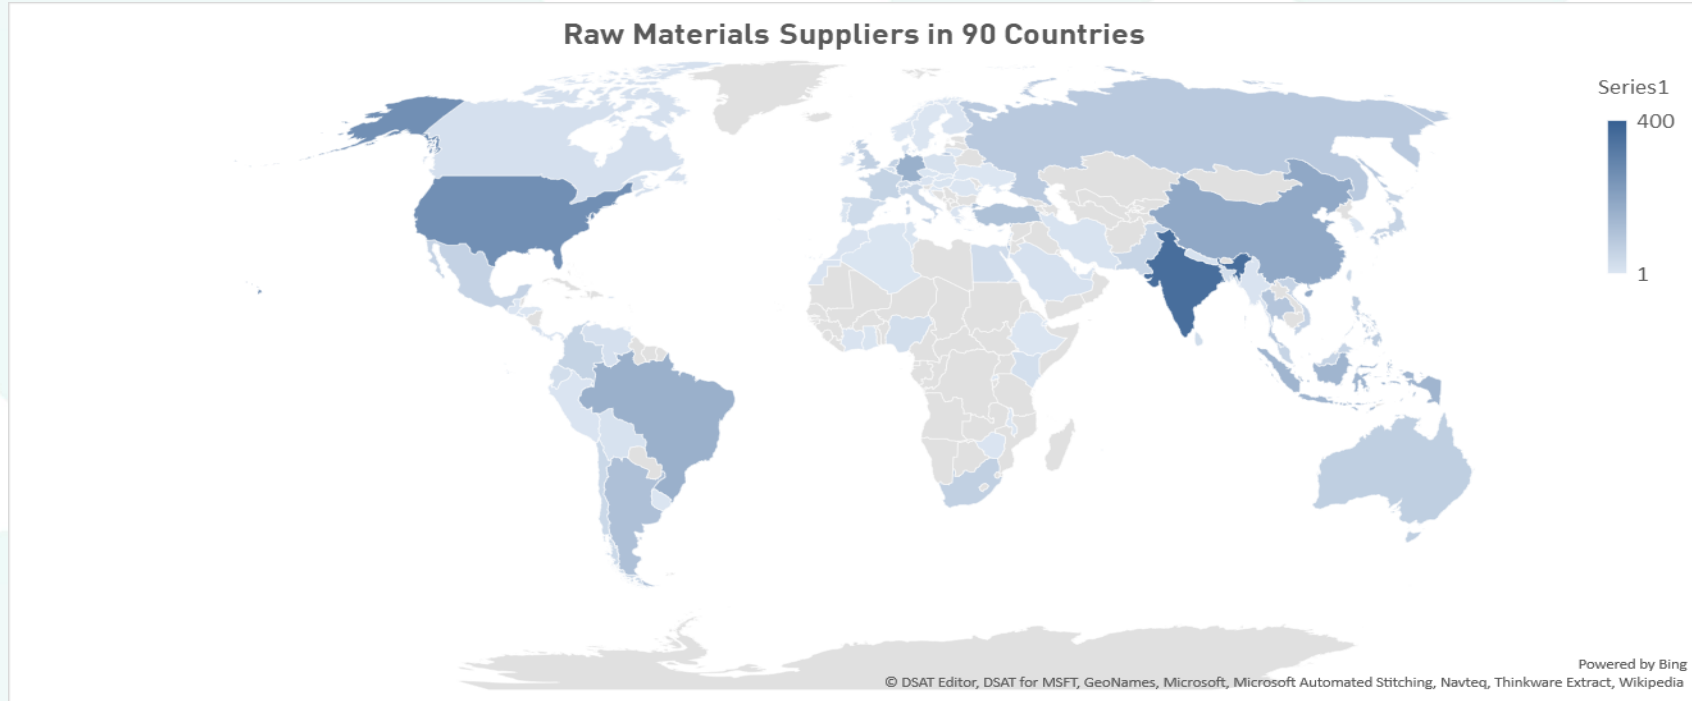 Raw Materials Suppliers in 90 Countries
Series1
400
1
Powered by Bing
© DSAT Editor, DSAT for MSFT, GeoNames, Microsoft, Microsoft Automated Stitching, Navteq, Thinkware Extract, Wikipedia